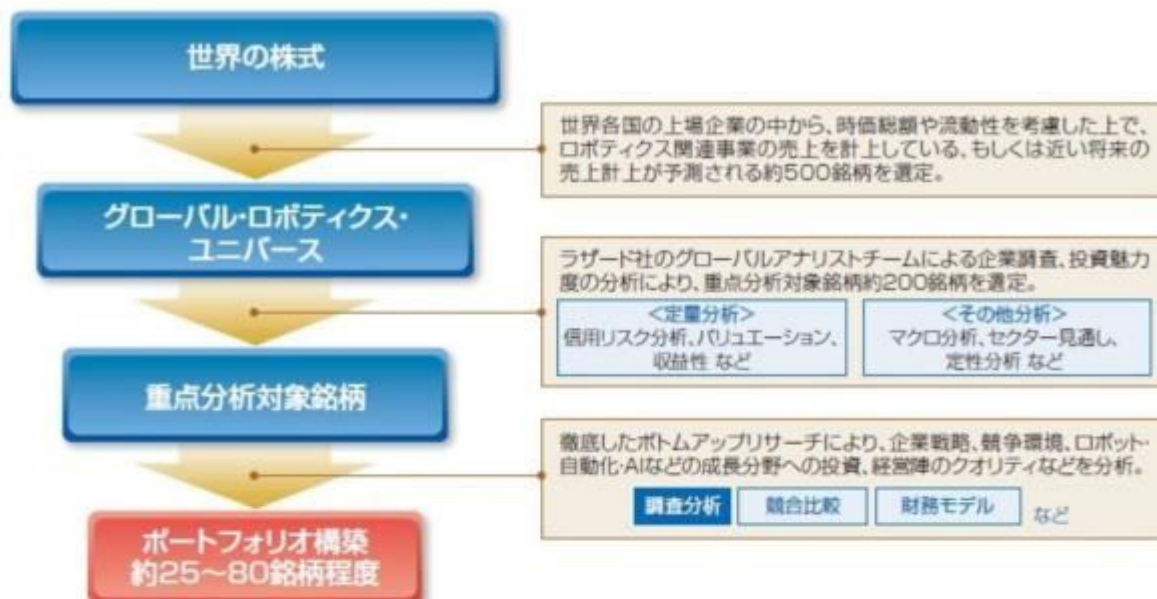 世界の株式
世界各国の上場企業の中から、時価総額や流動性を考慮した上で、
ロボティクス関連事業の売上を計上している、もしくは近い将来の
売上計上が予測される約500銘柄を選定。
グローバル・ロボティクス・
ユニバース
ラザード社のグローバルアナリストチームによる企業調査、投資魅力
度の分析により、重点分析対象銘柄約200銘柄を選定。
<定量分析>
信用リスク分析、バリュエーション、
収益性 など
<その他分析>
マクロ分析、セクター見通し、
定性分析 など
重点分析対象銘柄
徹底したボトムアップリサーチにより、企業戦略、競争環境、ロボット・
自動化・AIなどの成長分野への投資、経営陣のクオリティなどを分析。
調査分析
競合比較
財務モデル
など
ポートフォリオ構築
約25～80銘柄程度